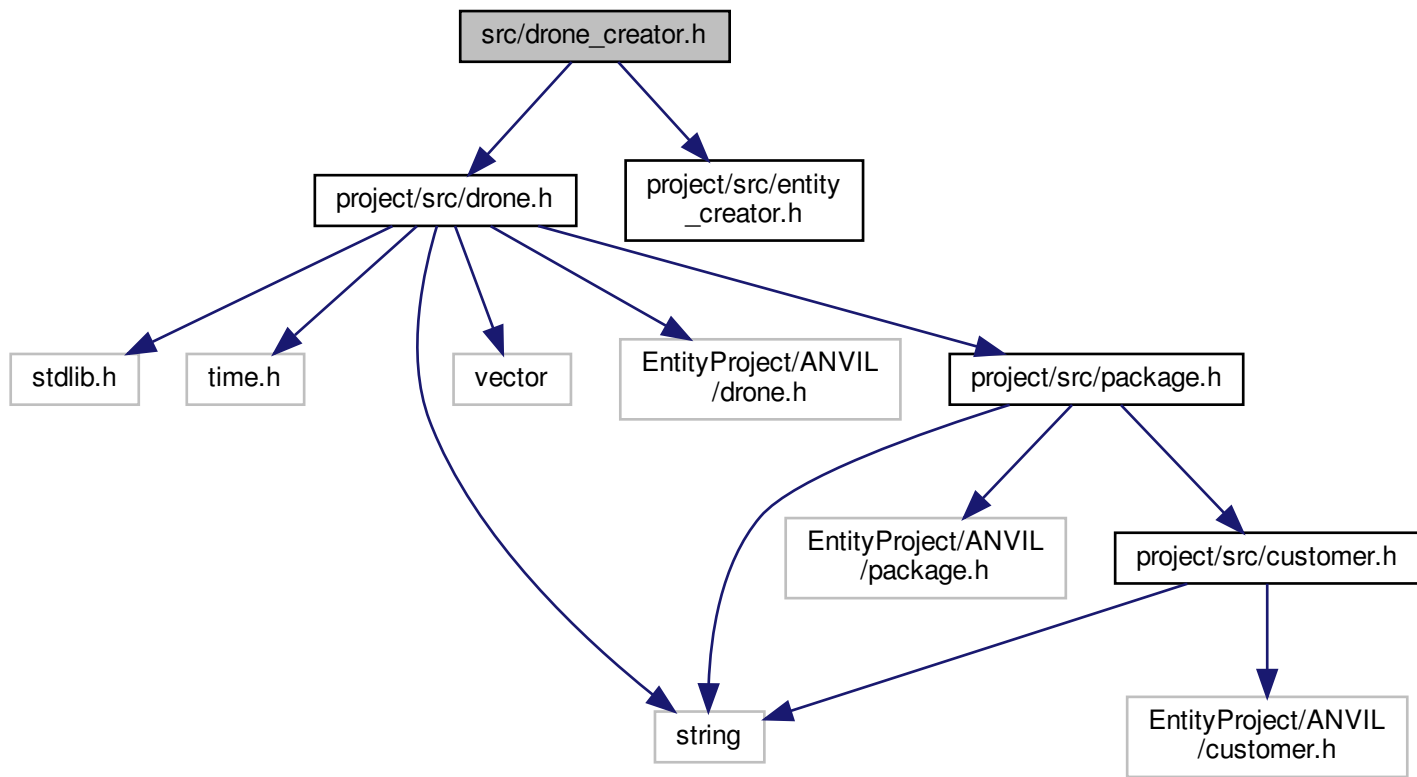 src/drone_creator.h
project/src/drone.h
project/src/entity
_creator.h
stdlib.h
time.h
vector
EntityProject/ANVIL
/drone.h
project/src/package.h
EntityProject/ANVIL
/package.h
project/src/customer.h
string
EntityProject/ANVIL
/customer.h